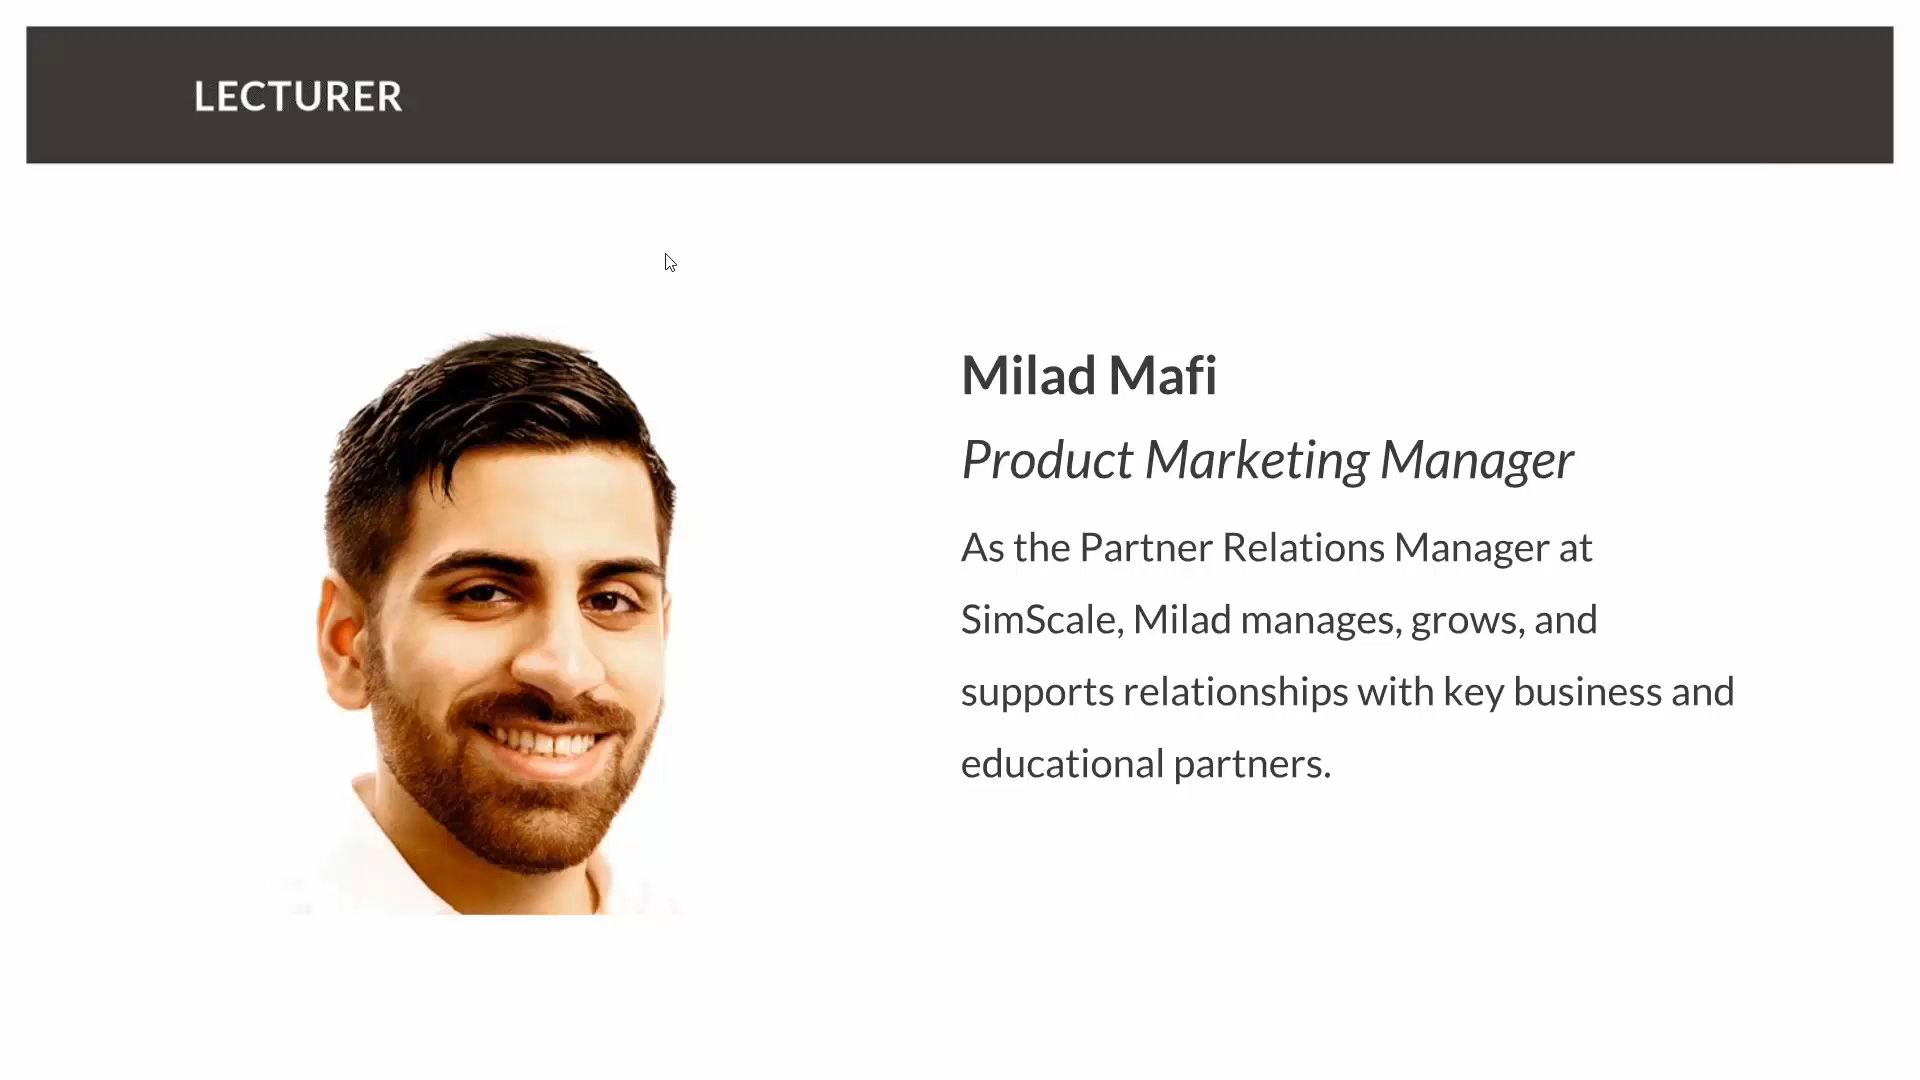 LECTURER
Milad Mafi
Product Marketing Manager
As the Partner Relations Manager at
SimScale, Milad manages, grows, and
supports relationships with key business and
educational partners.